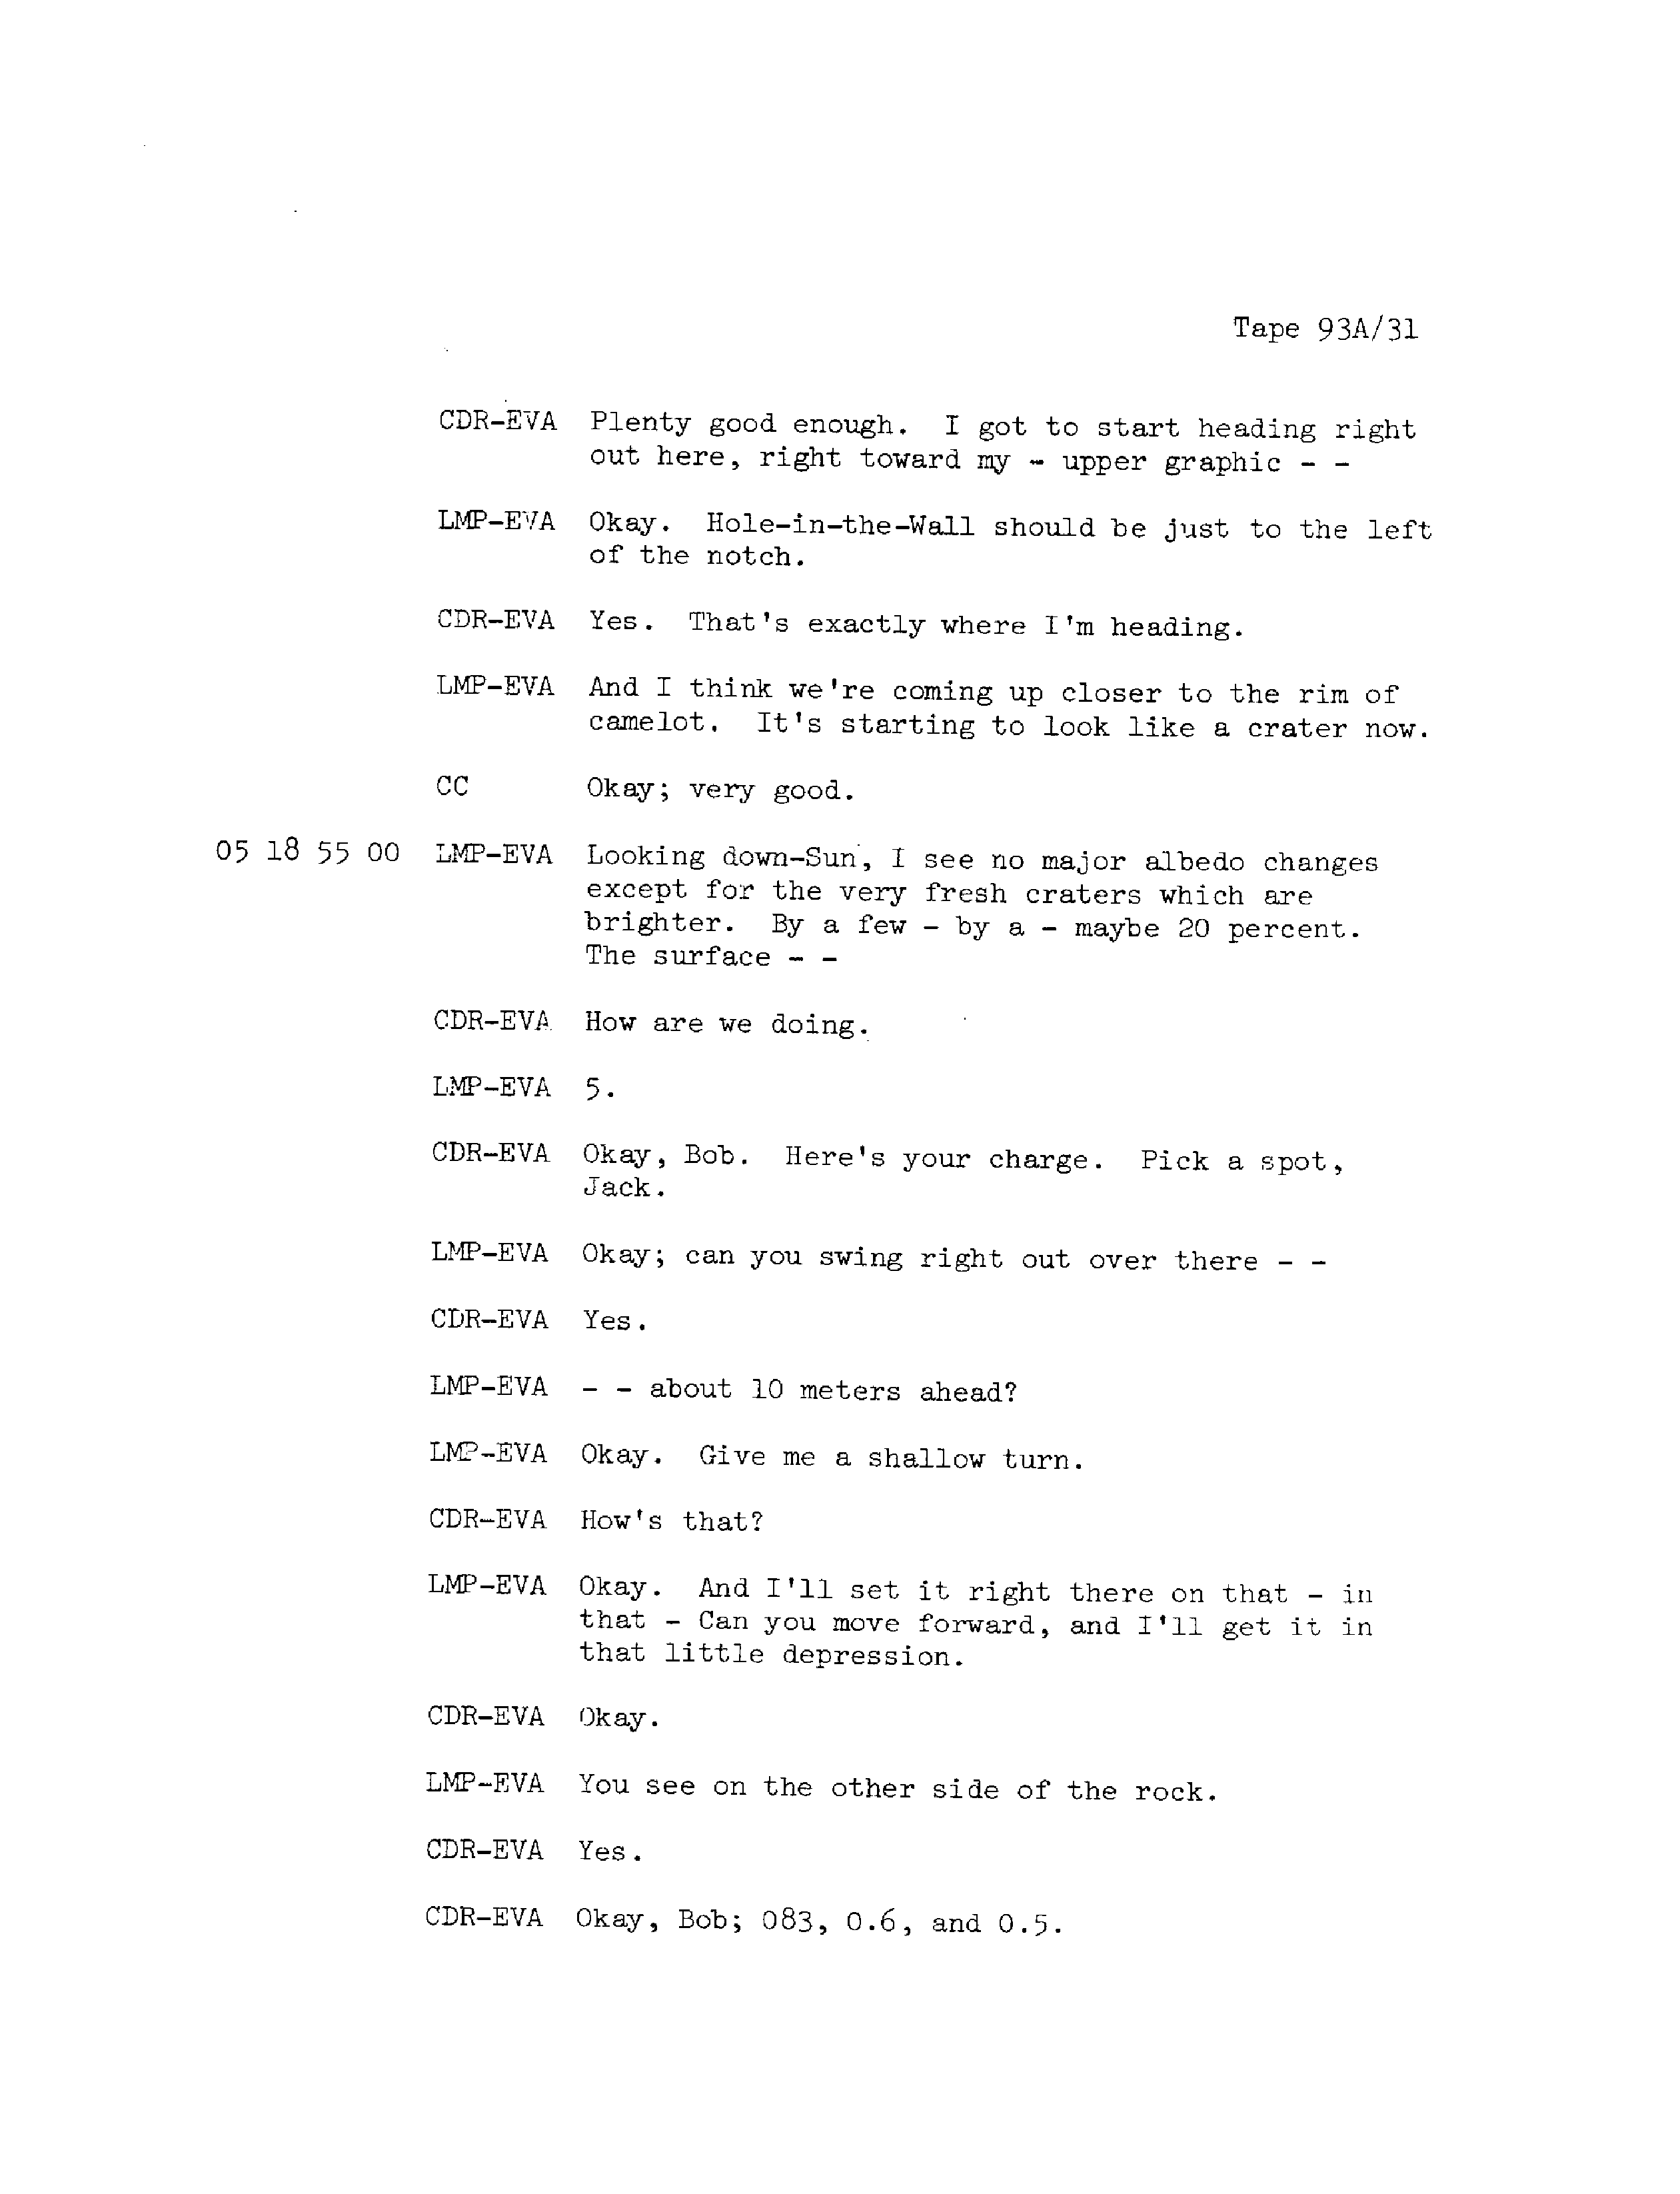 Tape 93A/31
CDR-EVA Plenty good enough. I got to start heading right
out here, right toward my - upper graphic - -
LMP-EVA Okay. Hole-in-the-Wall should be just to the left
of the notch.
CDR-EVA Yes. That's exactly where I'm heading.
LMP-EVA And I think we're coming up closer to the rim of
camelot. It's starting to look like a crater now.
CC Okay; very good.
05 18 55 00 LMP-EVA Looking down-Sun, I see no major albedo changes
except for the very fresh craters which are
brighter. By a few - by a - maybe 20 percent.
The surface - -
CDR-EVA How are we doing.
LMP-EVA 5.
CDR-EVA Okay, Bob. Here's your charge. Pick a spot,
Jack.
LMP-EVA Okay; can you swing right out over there - -
CDR-EVA Yes.
LMP-EVA - - about 10 meters ahead?
LMP-EVA Okay. Give me a shallow turn.
CDR-EVA How's that?
LMP-EVA Okay. And I'll set it right there on that - in
that - Can you move forward, and I'll get it in
that little depression.
CDR-EVA Okay.
LMP-EVA You see on the other side of the rock.
CDR-EVA Yes.
CDR-EVA Okay, Bob; 083, 0.6, and 0.5.